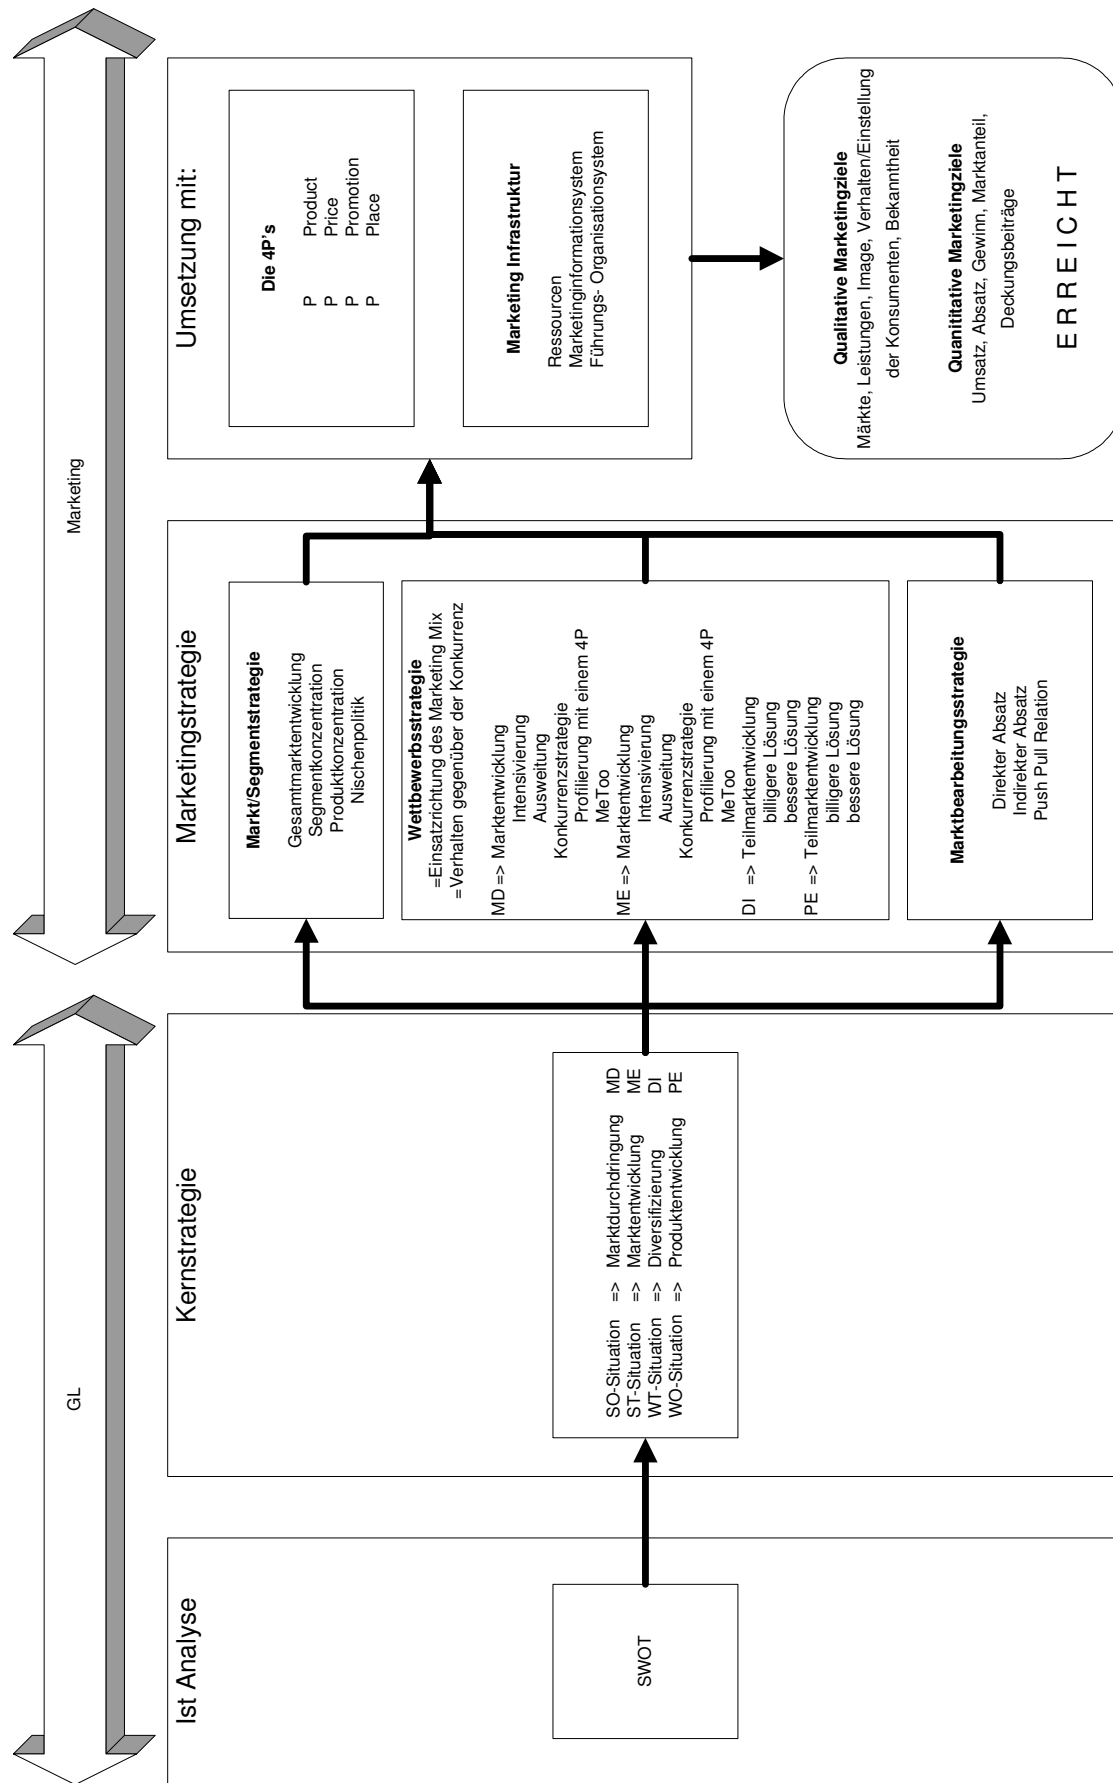 GL
Marketing
Ist Analyse
SWOT
Kernstrategie
SO-Situation => Marktdurchdringung MD
ST-Situation => Marktentwicklung ME
WT-Situation => Diversifizierung DI
WO-Situation => Produktentwicklung PE
Marketingstrategie
Markt/Segmentstrategie
Gesamtmarktentwicklung
Segmentkonzentration
Produktkonzentration
Nischenpolitik
Wettbewerbsstrategie
=Einsatzrichtung des Marketing Mix
=Verhalten gegenüber der Konkurrenz
MD => Marktentwicklung
Intensivierung
Ausweitung
Konkurrenzstrategie
Profilierung mit einem 4P
MeToo
ME => Marktentwicklung
Intensivierung
Ausweitung
Konkurrenzstrategie
Profilierung mit einem 4P
MeToo
DI => Teilmarktentwicklung
billigere Lösung
bessere Lösung
PE => Teilmarktentwicklung
billigere Lösung
bessere Lösung
Marktbearbeitungsstrategie
Direkter Absatz
Indirekter Absatz
Push Pull Relation
Umsetzung mit:
Die 4P's
P Product
P Price
P Promotion
P Place
Marketing Infrastruktur
Ressourcen
Marketinginformationsystem
Führungs- Organisationsystem
Qualitative Marketingziele
Märkte, Leistungen, Image, Verhalten/Einstellung
der Konsumenten, Bekanntheit
Quanititative Marketingziele
Umsatz, Absatz, Gewinn, Marktanteil,
Deckungsbeiträge
E R R E I C H T